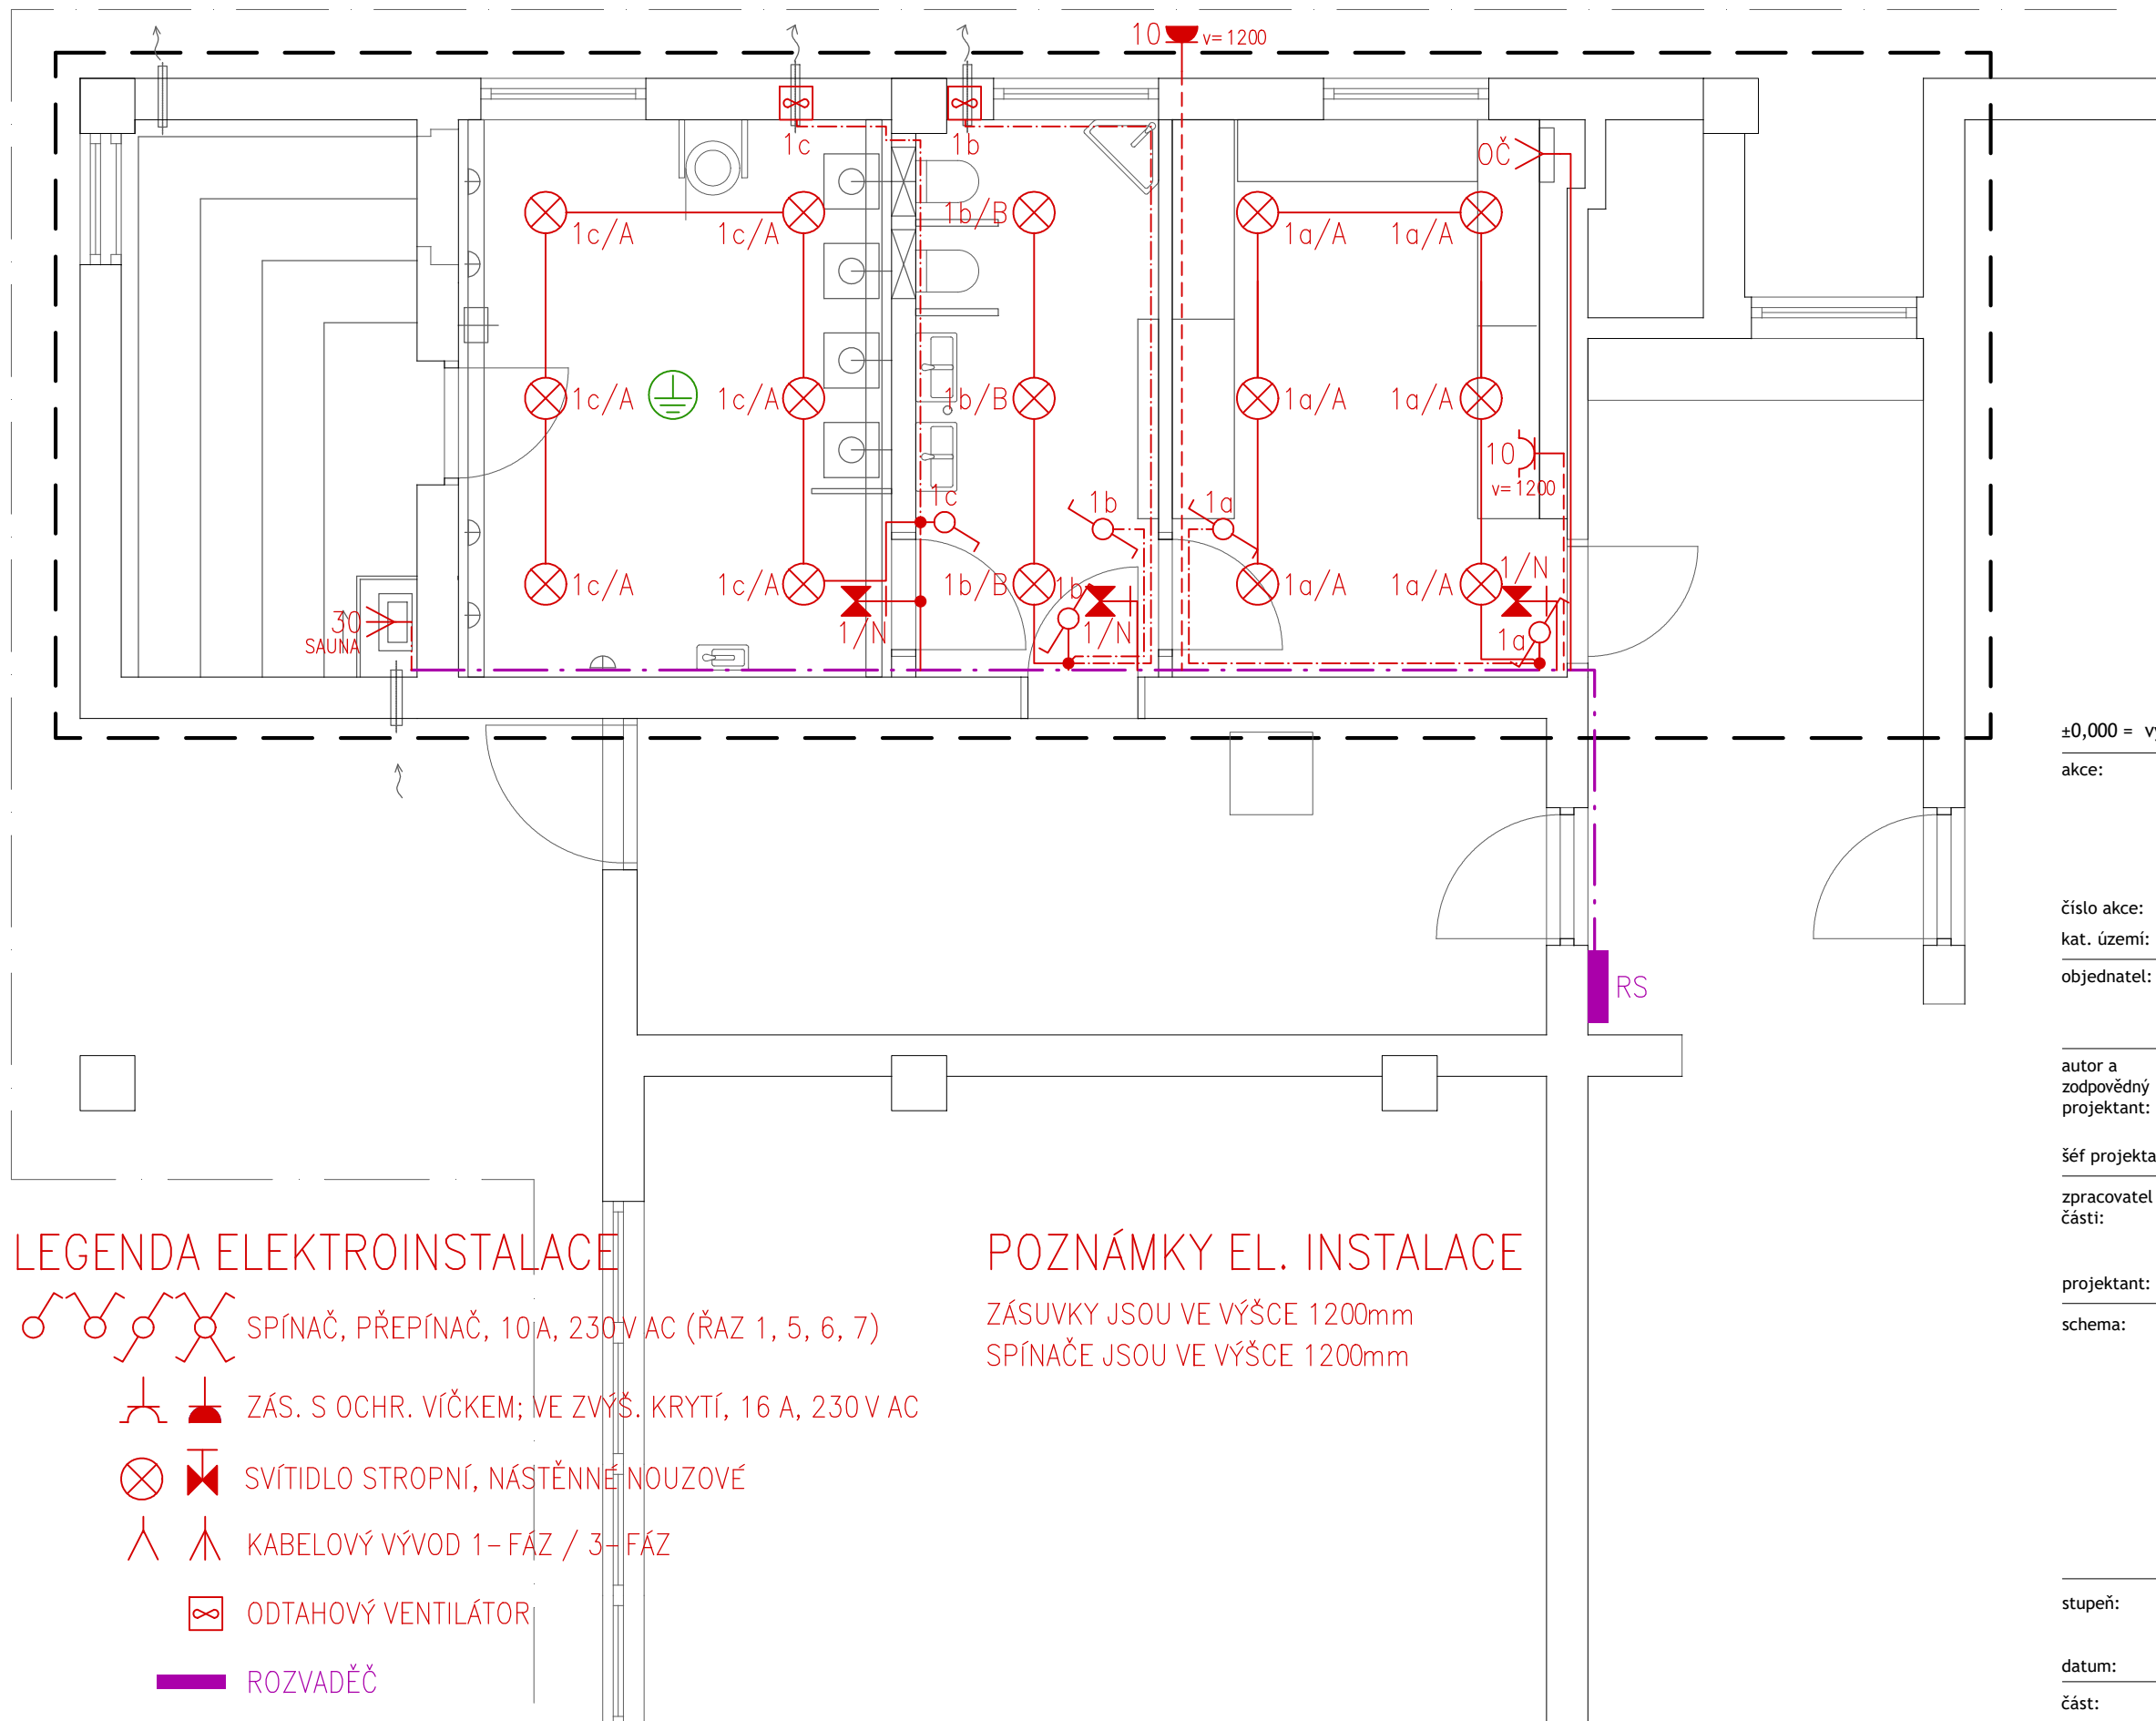 10 v=1200
1c 1b OČ
1b/B
1c/A 1c/A 1a/A 1a/A
1c/A 1c/A 1b/B 1a/A 1a/A
10
v=1200
1c 1b 1a
1c/A 1c/A 1b/B 1b 1a/A 1a/A 1/N
30 1/N 1/N 1a
SAUNA
RS
LEGENDA ELEKTROINSTALACE
SPÍNAČ, PŘEPÍNAČ, 10 A, 230 V AC (ŘAZ 1, 5, 6, 7)
ZÁS. S OCHR. VÍČKEM; VE ZVÝŠ. KRYTÍ, 16 A, 230 V AC
SVÍTIDLO STROPNÍ, NÁSTĚNNÉ NOUZOVÉ
KABELOVÝ VÝVOD 1-FÁZ / 3-FÁZ
ODTAHOVÝ VENTILÁTOR
ROZVADĚČ
POZNÁMKY EL. INSTALACE
ZÁSUVKY JSOU VE VÝŠCE 1200mm
SPÍNAČE JSOU VE VÝŠCE 1200mm
±0,000 =
akce:
číslo akce:
kat. území:
objednatel:
autor a
zodpovědný
projektant:
šéf projekta
zpracovatel
části:
projektant:
schema:
stupeň:
datum:
část: